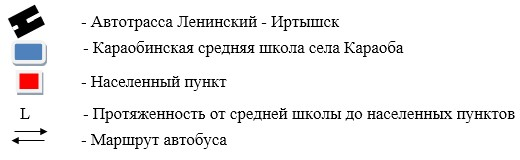 - Автотрасса Ленинский - Иртышск
- Караобинская средняя школа села Караоба
- Населенный пункт
L - Протяженность от средней школы до населенных пунктов
- Маршрут автобуса